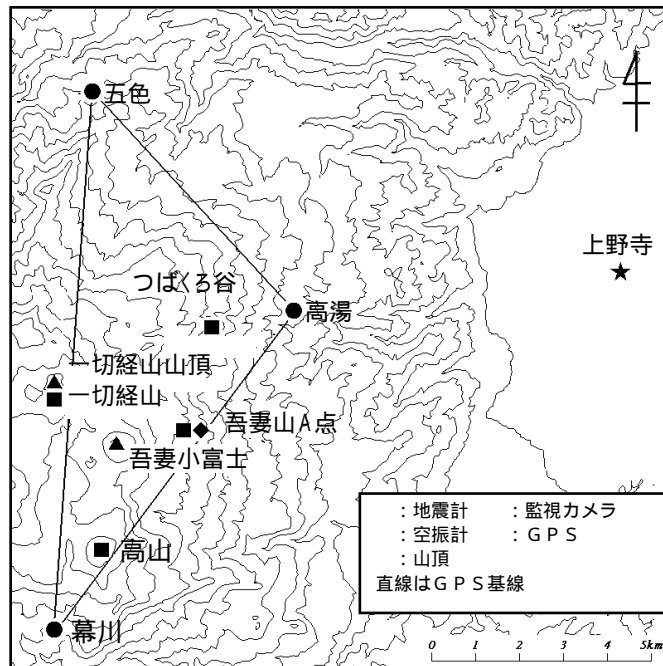 五色
上野寺
つばくろ谷
高湯
一切経山山頂
一切経山
吾妻山A点
吾妻小富士
高山
幕川
:地震計 :監視カメラ
:空振計 :GPS
:山頂
直線はGPS基線
0 1 2 3 4 5km